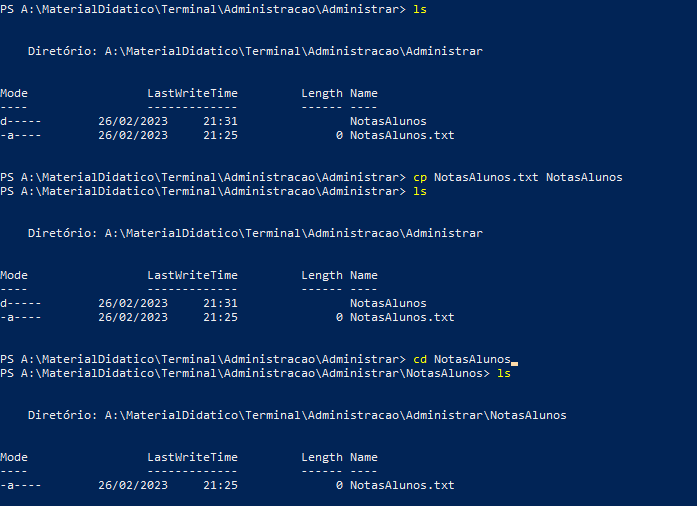 PS A:\MaterialDidatico\Terminal\Administracao\Administrar> ls
Diretório: A:\MaterialDidatico\Terminal\Administracao\Administrar
Mode LastWriteTime Length Name
---- ------------- ------ ----
d----- 26/02/2023 21:31 NotasAlunos
-a---- 26/02/2023 21:25 0 NotasAlunos.txt
PS A:\MaterialDidatico\Terminal\Administracao\Administrar> cp NotasAlunos.txt NotasAlunos
PS A:\MaterialDidatico\Terminal\Administracao\Administrar> ls
Diretório: A:\MaterialDidatico\Terminal\Administracao\Administrar
Mode LastWriteTime Length Name
---- ------------- ------ ----
d----- 26/02/2023 21:31 NotasAlunos
-a---- 26/02/2023 21:25 0 NotasAlunos.txt
PS A:\MaterialDidatico\Terminal\Administracao\Administrar> cd NotasAlunos
PS A:\MaterialDidatico\Terminal\Administracao\Administrar\NotasAlunos> ls
Diretório: A:\MaterialDidatico\Terminal\Administracao\Administrar\NotasAlunos
Mode LastWriteTime Length Name
---- ------------- ------ ----
-a---- 26/02/2023 21:25 0 NotasAlunos.txt